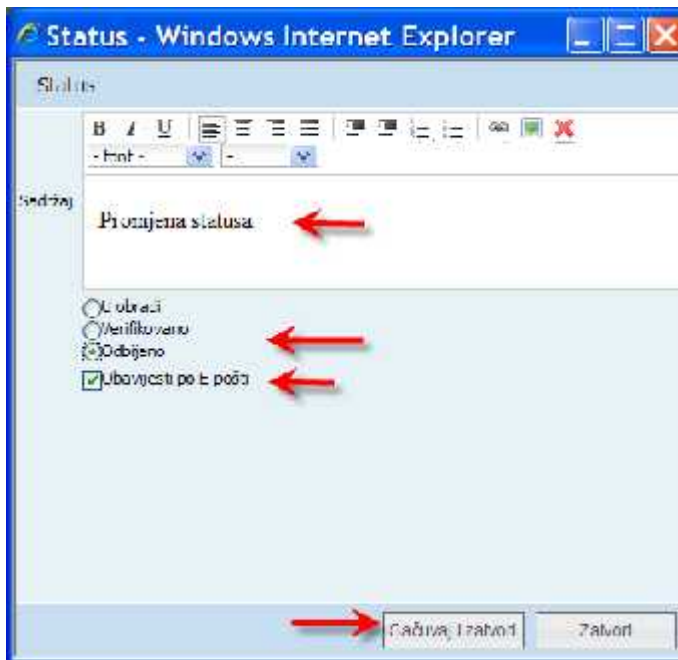 Status - Windows Internet Explorer
Status
B I U
- font - -
Sadržaj
Promjena statusa
U obradi
Verifikovano
Odbijeno
Obavijesti po E pošti
Sačuvaj i zatvori Zatvori